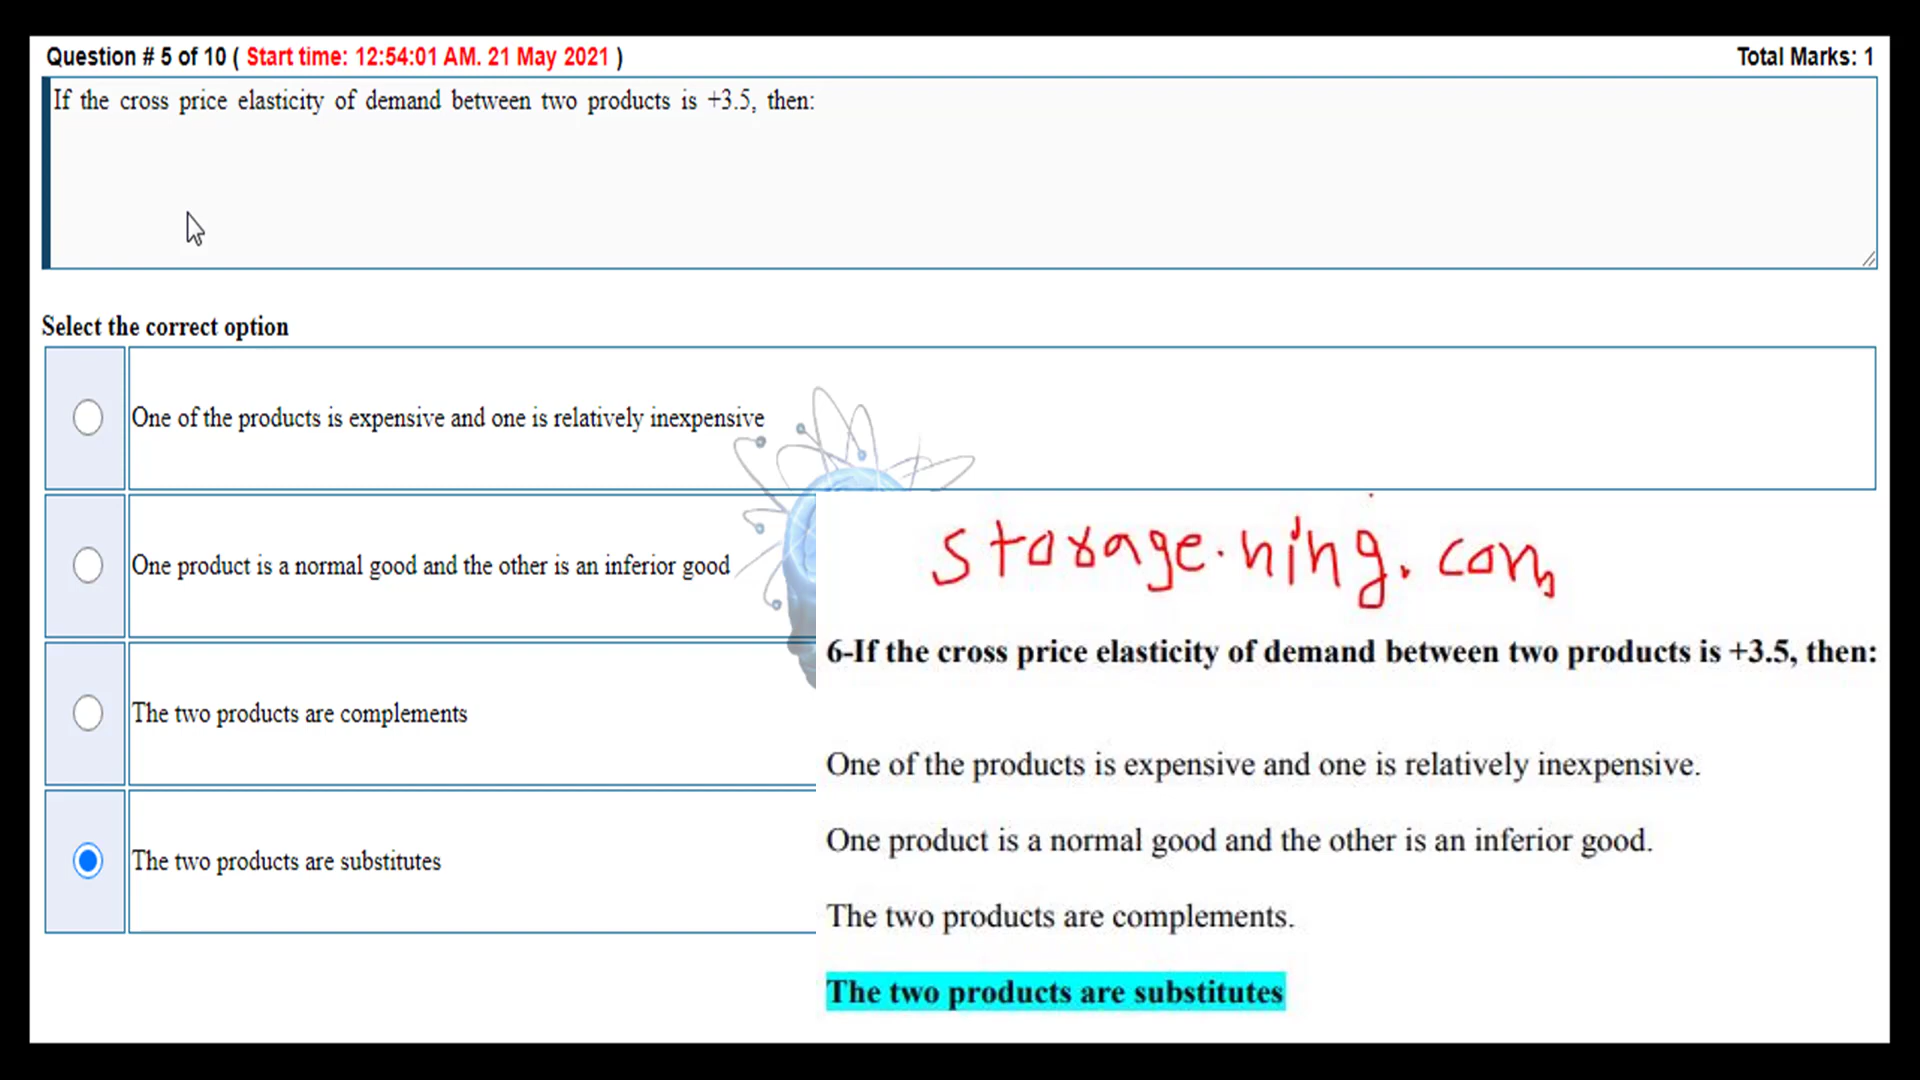 Question # 5 of 10 ( Start time: 12:54:01 AM. 21 May 2021 )
Total Marks: 1
If the cross price elasticity of demand between two products is +3.5, then:
Select the correct option
One of the products is expensive and one is relatively inexpensive
One product is a normal good and the other is an inferior good
The two products are complements
The two products are substitutes
storage.ning.com
6-If the cross price elasticity of demand between two products is +3.5, then:
One of the products is expensive and one is relatively inexpensive.
One product is a normal good and the other is an inferior good.
The two products are complements.
The two products are substitutes